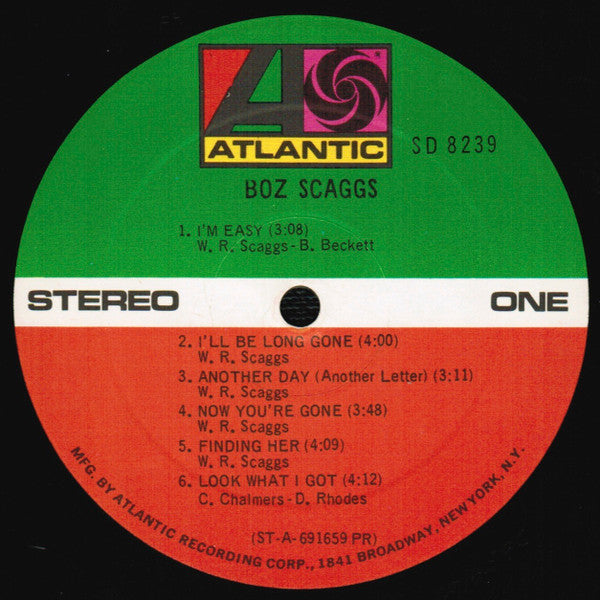 ATLANTIC
SD 8239
BOZ SCAGGS
1. I'M EASY (3:08)
W. R. Scaggs - B. Beckett
STEREO
ONE
2. I'LL BE LONG GONE (4:00)
W. R. Scaggs
3. ANOTHER DAY (Another Letter) (3:11)
W. R. Scaggs
4. NOW YOU'RE GONE (3:48)
W. R. Scaggs
5. FINDING HER (4:09)
W. R. Scaggs
6. LOOK WHAT I GOT (4:12)
C. Chalmers - D. Rhodes
(ST-A-691659 PR)
MFG. BY ATLANTIC RECORDING CORP., 1841 BROADWAY, NEW YORK, N.Y.